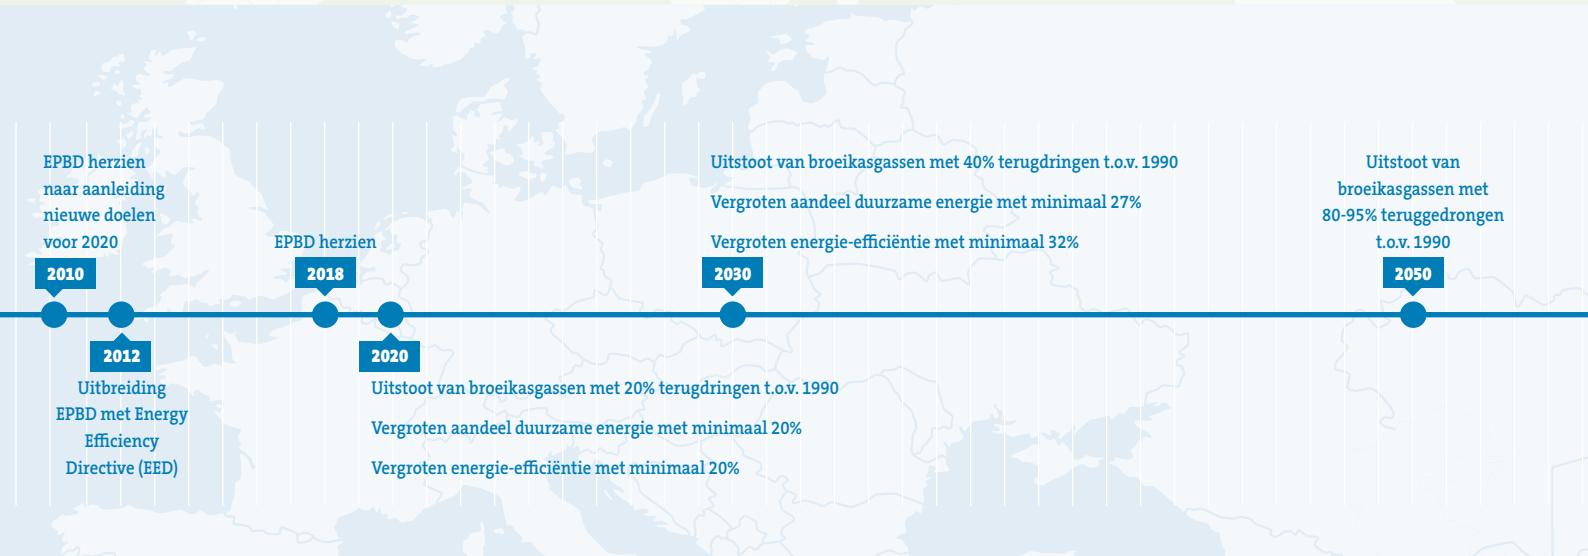 EPBD herzien
naar aanleiding
nieuwe doelen
voor 2020
2010
2012
Uitbreiding
EPBD met Energy
Efficiency
Directive (EED)
EPBD herzien
2018
2020
Uitstoot van broeikasgassen met 20% terugdringen t.o.v. 1990
Vergroten aandeel duurzame energie met minimaal 20%
Vergroten energie-efficiëntie met minimaal 20%
Uitstoot van broeikasgassen met 40% terugdringen t.o.v. 1990
Vergroten aandeel duurzame energie met minimaal 27%
Vergroten energie-efficiëntie met minimaal 32%
2030
Uitstoot van
broeikasgassen met
80-95% teruggedrongen
t.o.v. 1990
2050